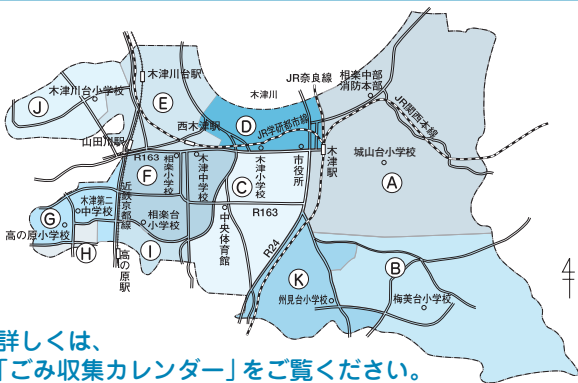 木津川台駅
木津川
JR奈良線
相楽中部
消防本部
木津川台小学校
J
E
西木津駅
D
JR学研都市線
JR関西本線
山田川駅
R163
相楽小学校
木津中学校
木津小学校
市役所
木津駅
城山台小学校
F
C
A
木津第二
中学校
近鉄京都線
相楽台
小学校
中央体育館
R163
G
高の原小学校
H
高の原駅
I
R24
K
B
州見台小学校
梅美台小学校
詳しくは、
「ごみ収集カレンダー」をご覧ください。